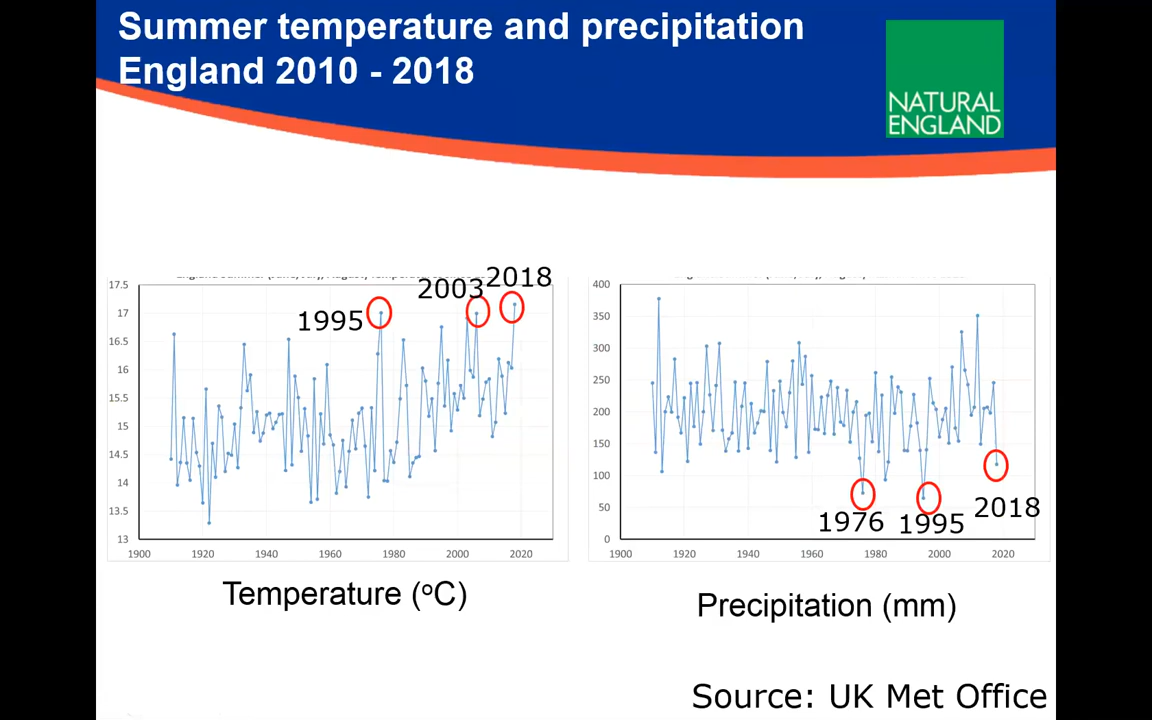 Summer temperature and precipitation
England 2010 - 2018
NATURAL
ENGLAND
2018
2003
1995
17.5
17
16.5
16
15.5
15
14.5
14
13.5
13
1900 1920 1940 1960 1980 2000 2020
Temperature (oC)
400
350
300
250
200
150
100
50
0
1976 1995 2018
1900 1920 1940 1960 1980 2000 2020
Precipitation (mm)
Source: UK Met Office